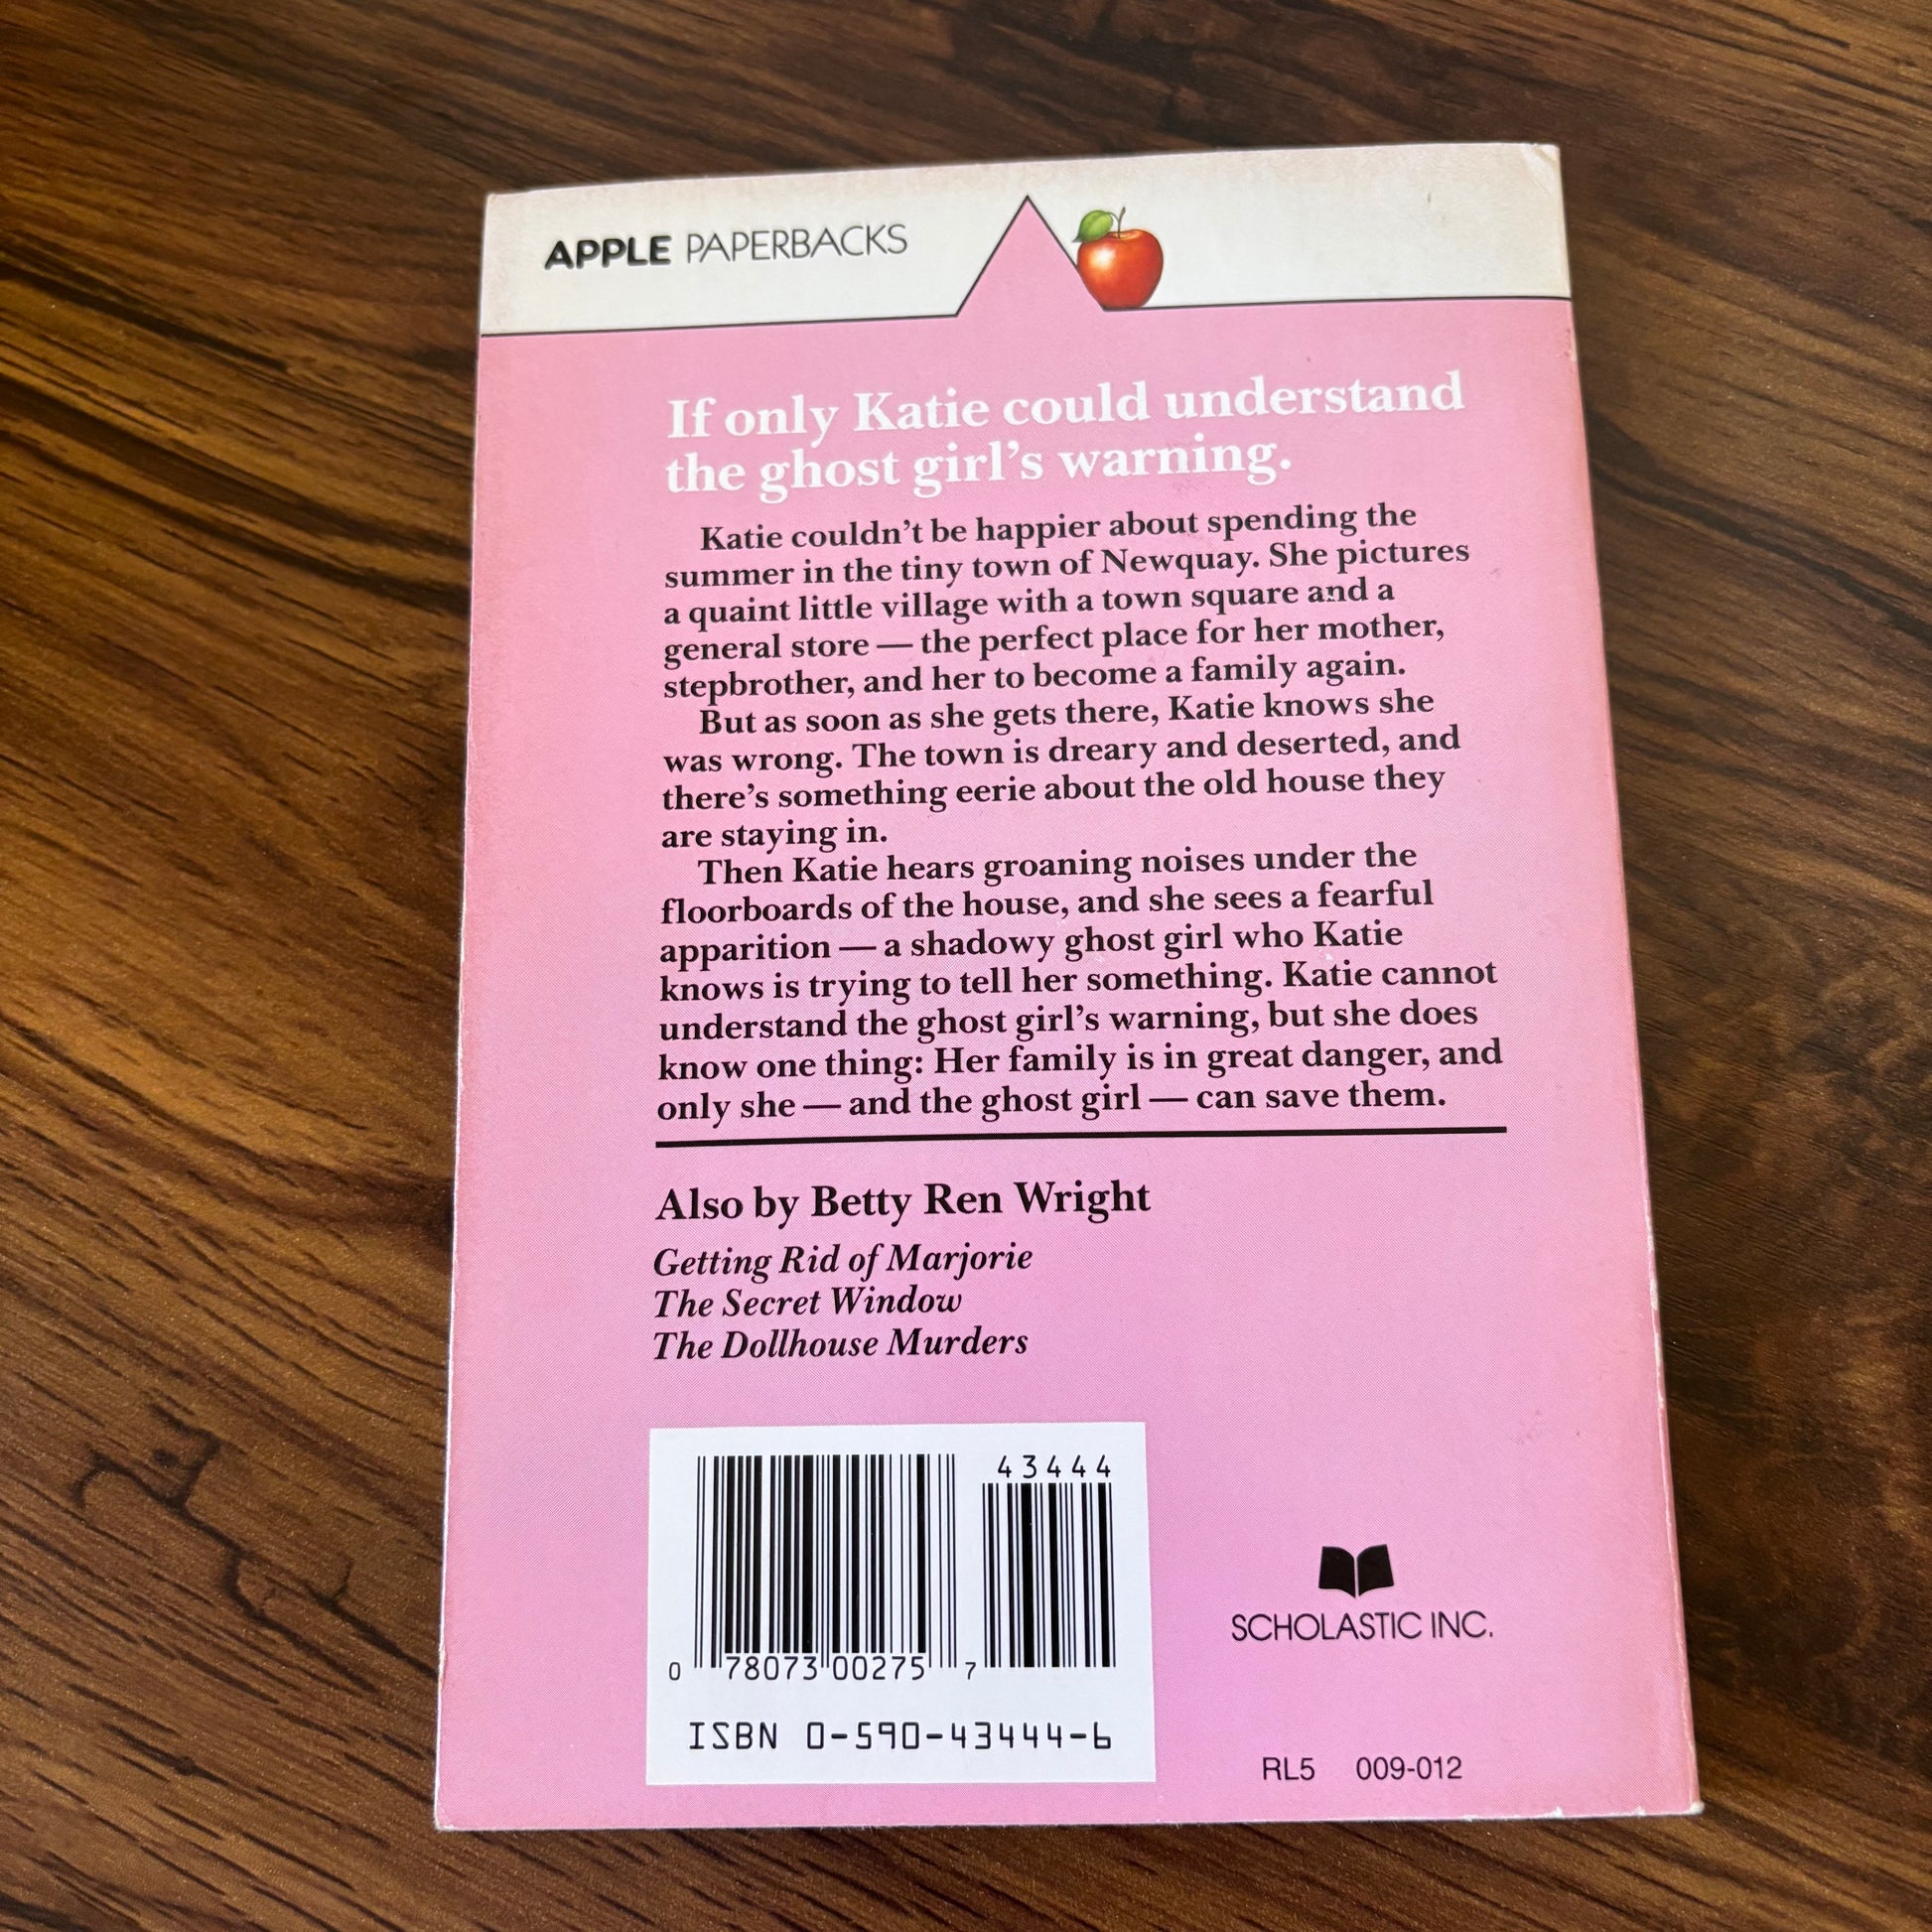 APPLE PAPERBACKS
If only Katie could understand
the ghost girl's warning.
Katie couldn't be happier about spending the
summer in the tiny town of Newquay. She pictures
a quaint little village with a town square and a
general store — the perfect place for her mother,
stepbrother, and her to become a family again.
But as soon as she gets there, Katie knows she
was wrong. The town is dreary and deserted, and
there's something eerie about the old house they
are staying in.
Then Katie hears groaning noises under the
floorboards of the house, and she sees a fearful
apparition — a shadowy ghost girl who Katie
knows is trying to tell her something. Katie cannot
understand the ghost girl's warning, but she does
know one thing: Her family is in great danger, and
only she — and the ghost girl — can save them.
Also by Betty Ren Wright
Getting Rid of Marjorie
The Secret Window
The Dollhouse Murders
43444
0 78073 00275 7
ISBN 0-590-43444-6
SCHOLASTIC INC.
RL5 009-012